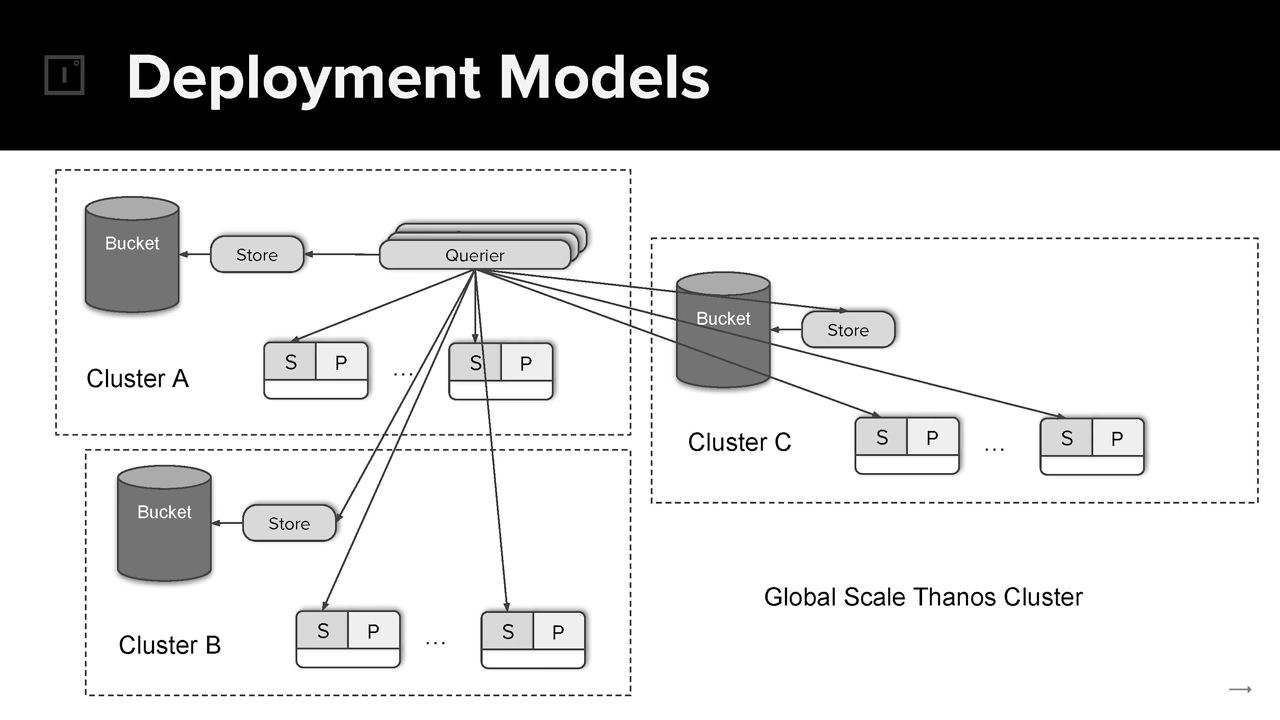 Deployment Models
Bucket
Store
Querier
S P
...
S P
Cluster A
Bucket
Store
S P
...
S P
Cluster B
Bucket
Store
S P
...
S P
Cluster C
Global Scale Thanos Cluster